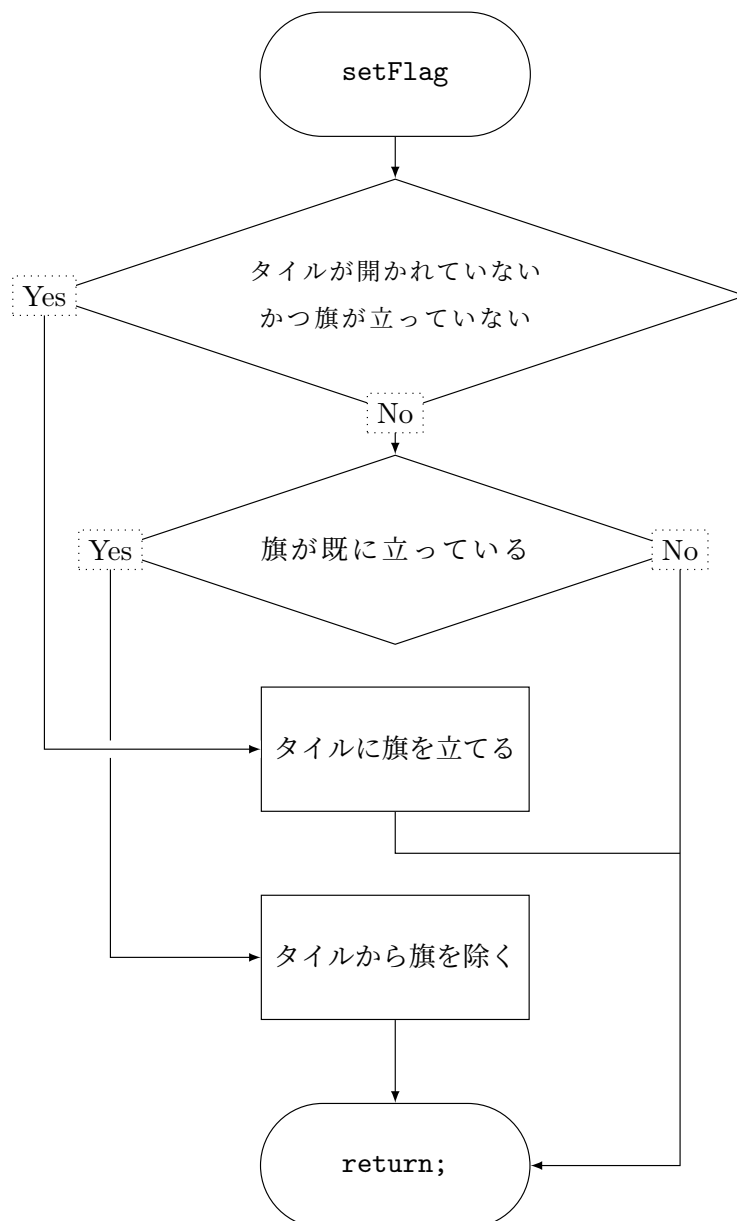 setFlag
タイルが開かれていない
かつ旗が立っていない
Yes
No
旗が既に立っている
Yes
No
タイルに旗を立てる
タイルから旗を除く
return;